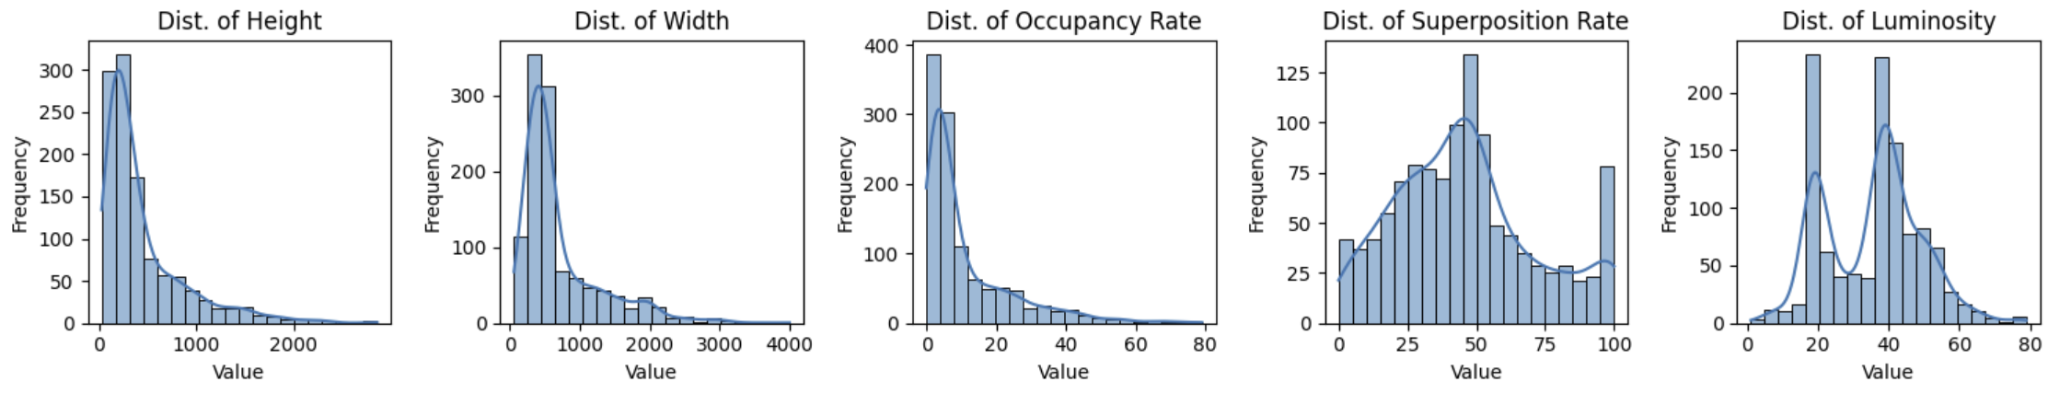 Dist. of Height
Frequency
300
250
200
150
100
50
0
0 1000 2000
Value
Dist. of Width
Frequency
300
200
100
0
0 1000 2000 3000 4000
Value
Dist. of Occupancy Rate
Frequency
400
300
200
100
0
0 20 40 60 80
Value
Dist. of Superposition Rate
Frequency
125
100
75
50
25
0
0 25 50 75 100
Value
Dist. of Luminosity
Frequency
200
150
100
50
0
0 20 40 60 80
Value